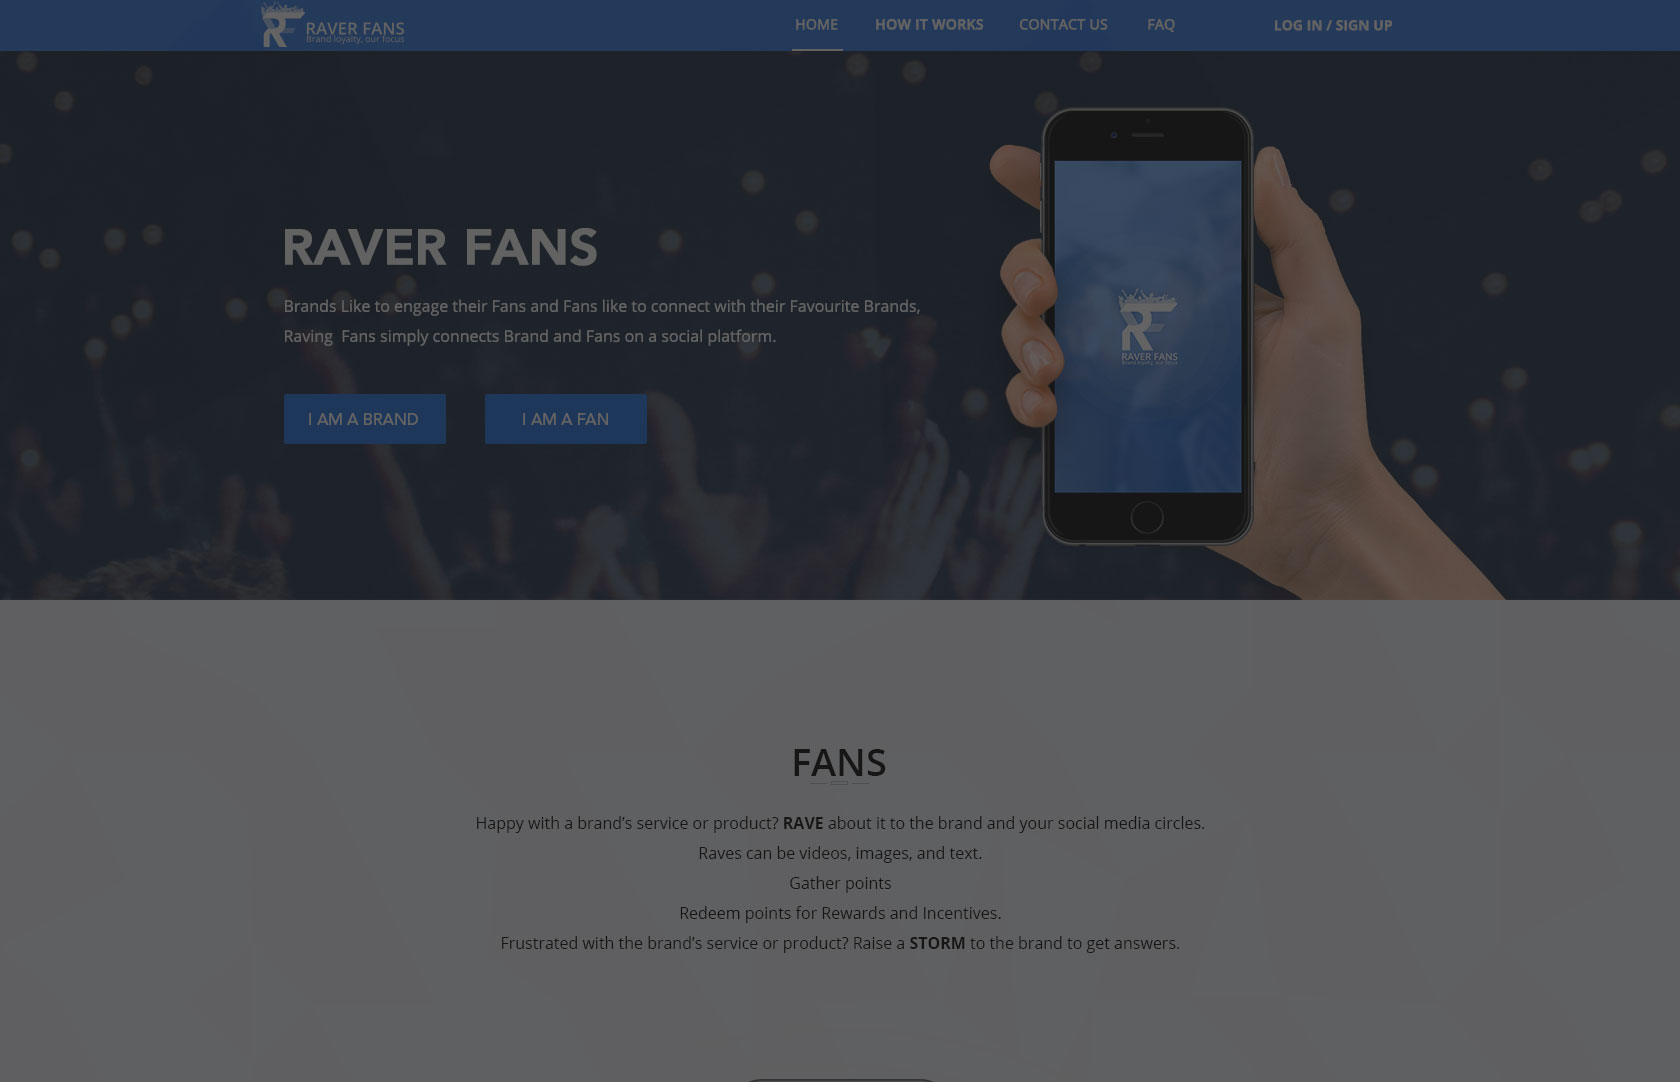 RAVER FANS
Brand loyalty, our focus
HOME
HOW IT WORKS
CONTACT US
FAQ
LOG IN / SIGN UP
RAVER FANS
Brands Like to engage their Fans and Fans like to connect with their Favourite Brands,
Raving Fans simply connects Brand and Fans on a social platform.
I AM A BRAND
I AM A FAN
RAVER FANS
Brand loyalty, our focus
FANS
Happy with a brand’s service or product? RAVE about it to the brand and your social media circles.
Raves can be videos, images, and text.
Gather points
Redeem points for Rewards and Incentives.
Frustrated with the brand’s service or product? Raise a STORM to the brand to get answers.